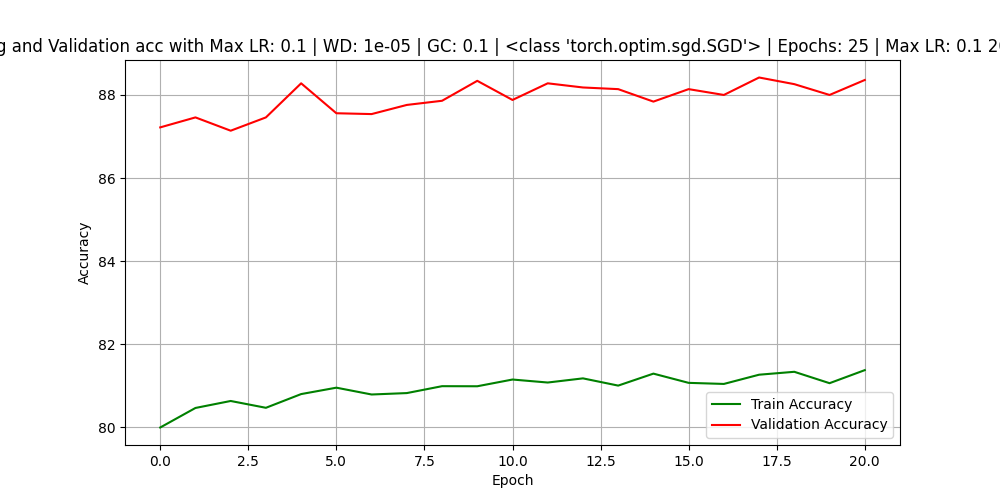 and Validation acc with Max LR: 0.1 | WD: 1e-05 | GC: 0.1 | <class 'torch.optim.sgd.SGD'> | Epochs: 25 | Max LR: 0.1
88
86
84
82
80
Accuracy
Train Accuracy
Validation Accuracy
0.0 2.5 5.0 7.5 10.0 12.5 15.0 17.5 20.0
Epoch